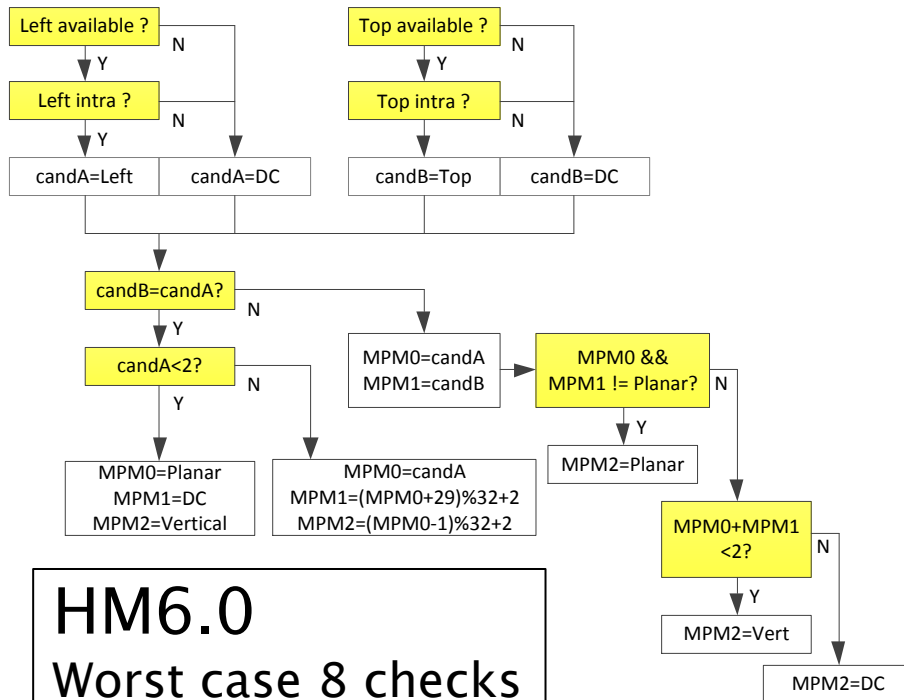 Left available ?
N
Y
Left intra ?
N
Y
candA=Left
candA=DC
Top available ?
N
Y
Top intra ?
N
candB=Top
candB=DC
candB=candA?
N
Y
candA<2?
N
Y
MPM0=Planar
MPM1=DC
MPM2=Vertical
MPM0=candA
MPM1=(MPM0+29)%32+2
MPM2=(MPM0-1)%32+2
MPM0=candA
MPM1=candB
MPM0 &&
MPM1 != Planar?
N
Y
MPM2=Planar
MPM0+MPM1
<2?
N
Y
MPM2=Vert
MPM2=DC
HM6.0
Worst case 8 checks